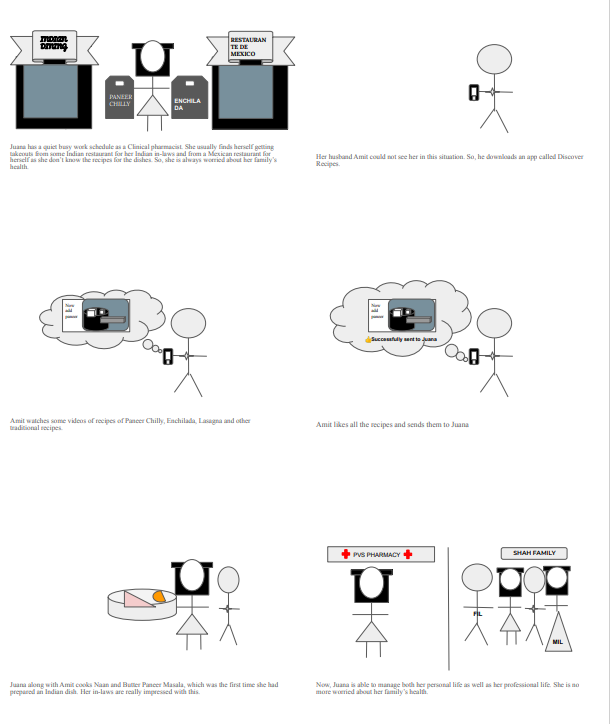 INDIAN
DINING
RESTAURAN
TE DE
MEXICO
PANEER
CHILLY
ENCHILA
DA
Juana has a quiet busy work schedule as a Clinical pharmacist. She usually finds herself getting
takeouts from some Indian restaurant for her Indian in-laws and from a Mexican restaurant for
herself as she don't know the recipes for the dishes. So, she is always worried about her family's
health.
Her husband Amit could not see her in this situation. So, he downloads an app called Discover
Recipes.
Now
add
paneer
Amit watches some videos of recipes of Paneer Chilly, Enchilada, Lasagna and other
traditional recipes.
Now
add
paneer
👍Successfully sent to Juana
Amit likes all the recipes and sends them to Juana
Juana along with Amit cooks Naan and Butter Paneer Masala, which was the first time she had
prepared an Indian dish. Her in-laws are really impressed with this.
PVS PHARMACY
SHAH FAMILY
FIL
MIL
Now, Juana is able to manage both her personal life as well as her professional life. She is no
more worried about her family's health.